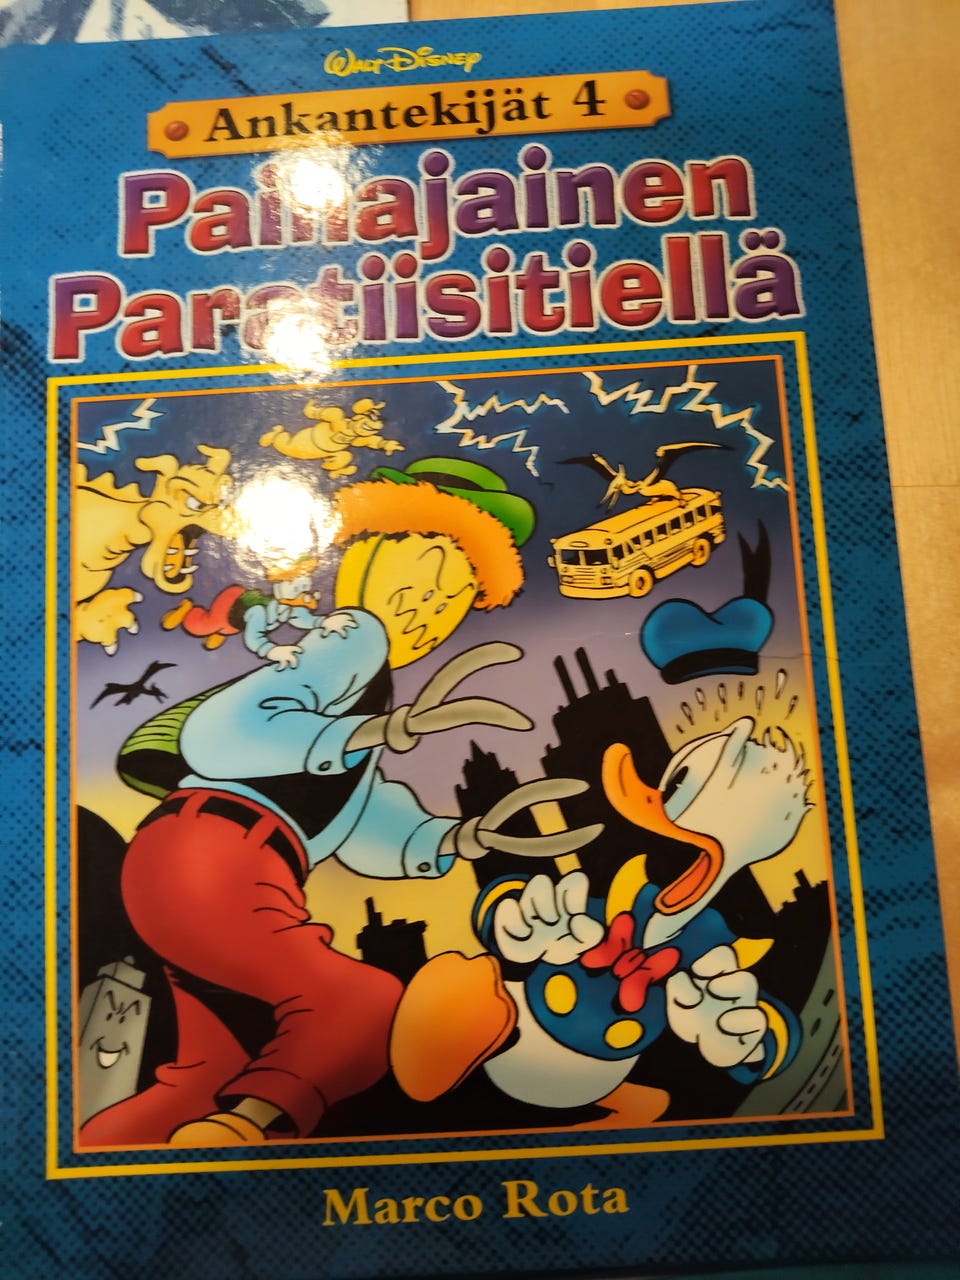 Walt Disney
Ankantekijät 4
Painajainen
Paratiisitiellä
Marco Rota